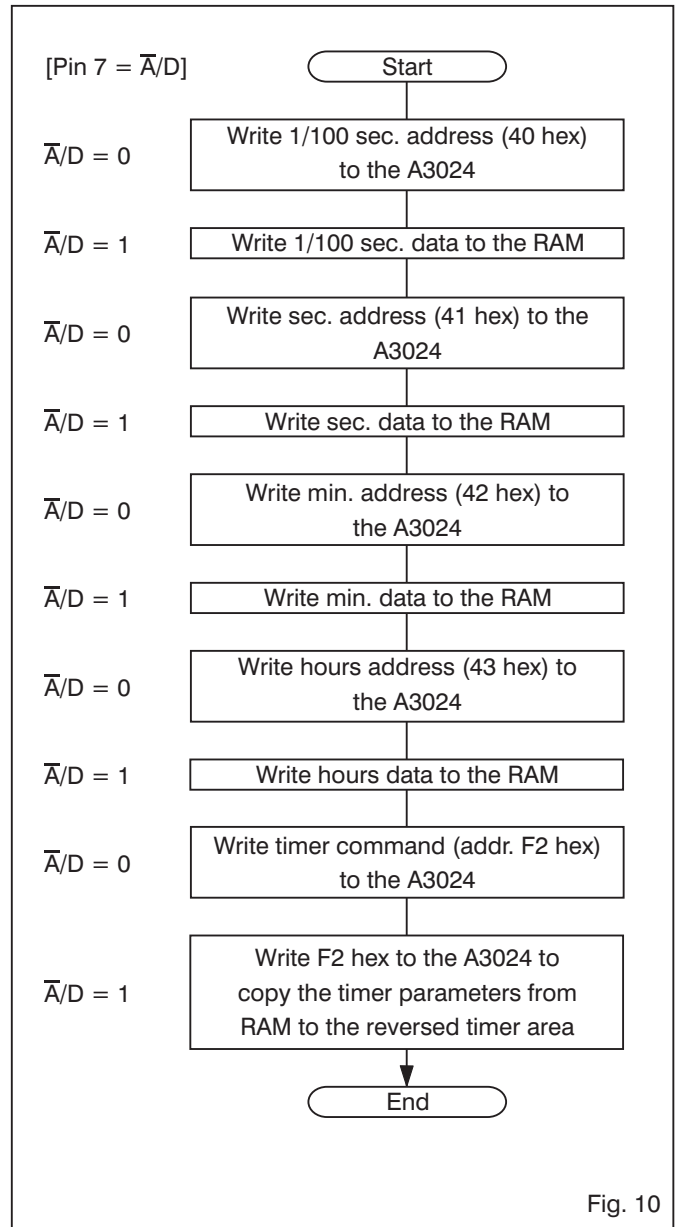 [Pin 7 = A̅/D]
Start
A̅/D = 0
Write 1/100 sec. address (40 hex)
to the A3024
A̅/D = 1
Write 1/100 sec. data to the RAM
A̅/D = 0
Write sec. address (41 hex) to the
A3024
A̅/D = 1
Write sec. data to the RAM
A̅/D = 0
Write min. address (42 hex) to
the A3024
A̅/D = 1
Write min. data to the RAM
A̅/D = 0
Write hours address (43 hex) to
the A3024
A̅/D = 1
Write hours data to the RAM
A̅/D = 0
Write timer command (addr. F2 hex)
to the A3024
A̅/D = 1
Write F2 hex to the A3024 to
copy the timer parameters from
RAM to the reversed timer area
End
Fig. 10